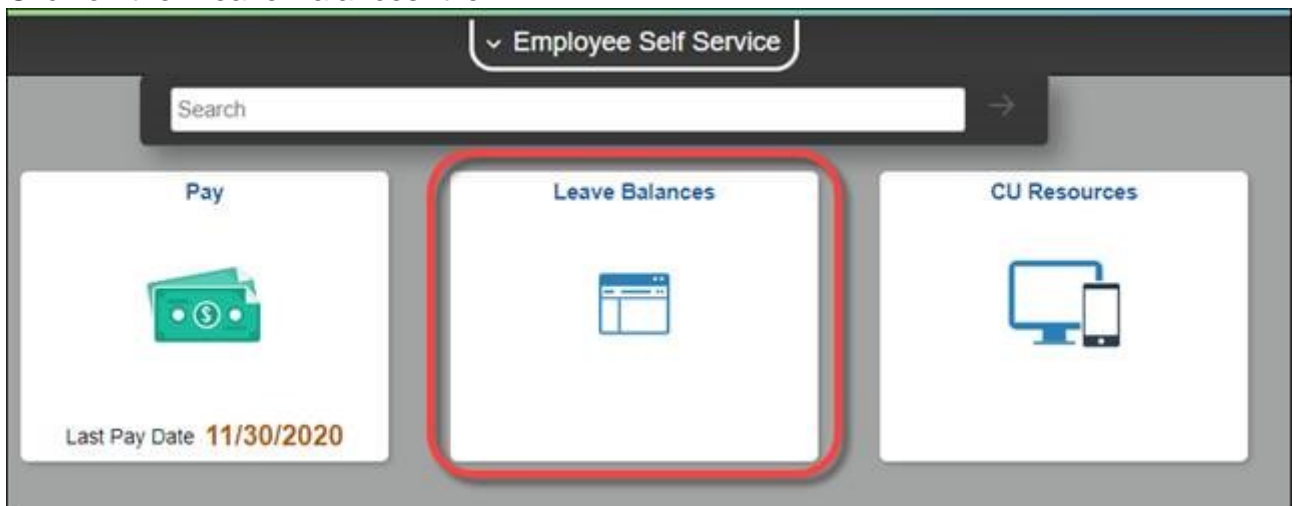 Employee Self Service
Search
Pay
Leave Balances
CU Resources
Last Pay Date 11/30/2020